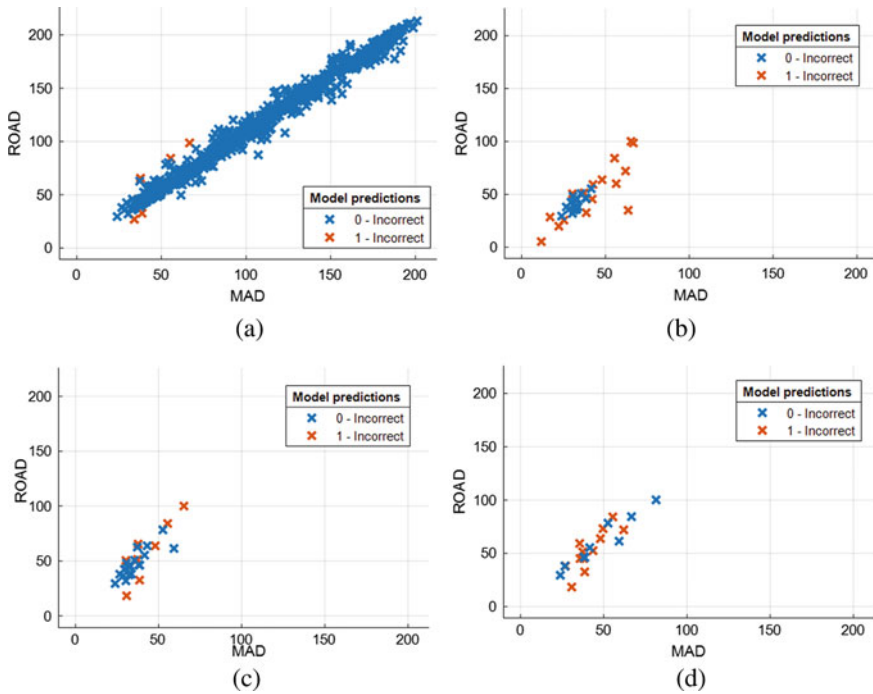 200
150
ROAD
100
50
0
Model predictions
0 - Incorrect
1 - Incorrect
0 50 100 150 200
MAD
(a)
200
150
ROAD
100
50
0
Model predictions
0 - Incorrect
1 - Incorrect
0 50 100 150 200
MAD
(b)
200
150
ROAD
100
50
0
Model predictions
0 - Incorrect
1 - Incorrect
0 50 100 150 200
MAD
(c)
200
150
ROAD
100
50
0
Model predictions
0 - Incorrect
1 - Incorrect
0 50 100 150 200
MAD
(d)